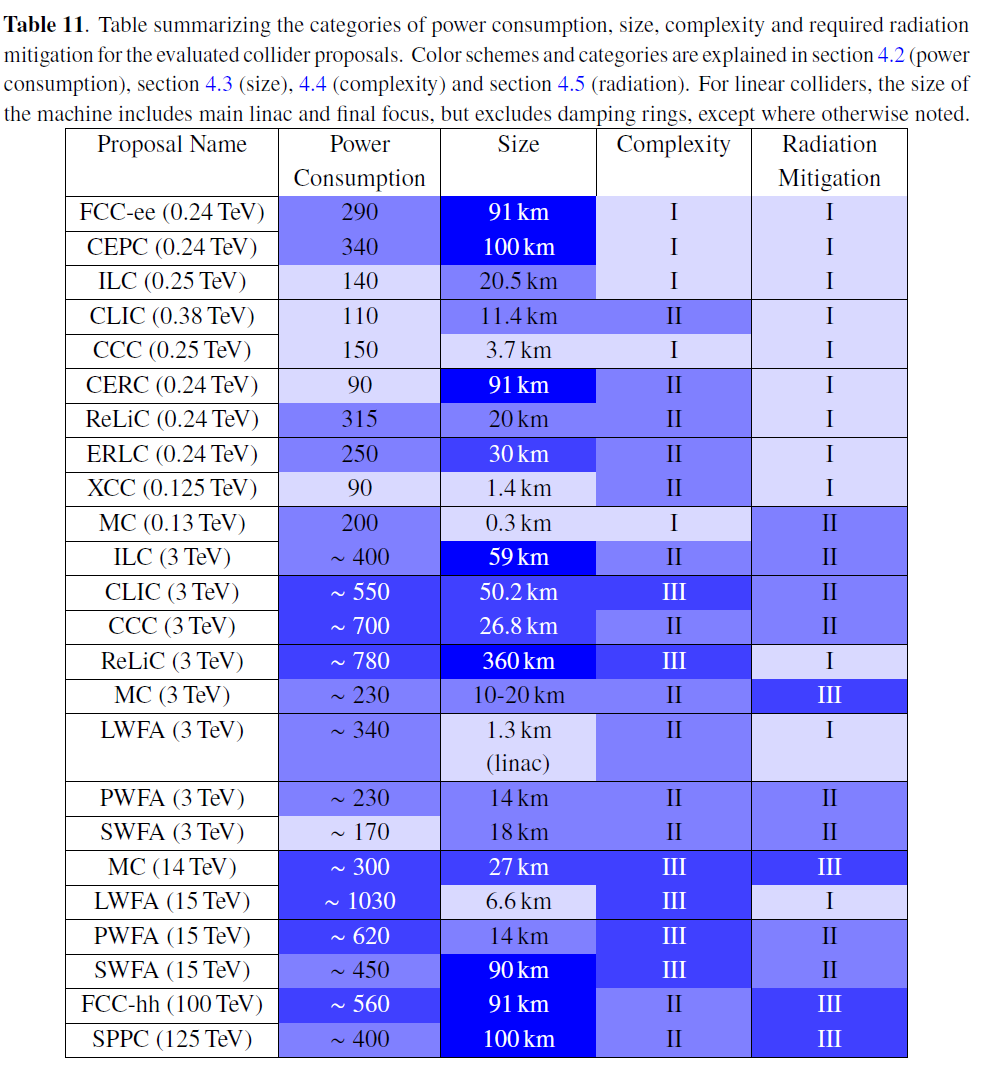 Table 11. Table summarizing the categories of power consumption, size, complexity and required radiation
mitigation for the evaluated collider proposals. Color schemes and categories are explained in section 4.2 (power
consumption), section 4.3 (size), 4.4 (complexity) and section 4.5 (radiation). For linear colliders, the size of
the machine includes main linac and final focus, but excludes damping rings, except where otherwise noted.
Proposal Name Power Size Complexity Radiation
Consumption Mitigation
FCC-ee (0.24 TeV) 290 91 km I I
CEPC (0.24 TeV) 340 100 km I I
ILC (0.25 TeV) 140 20.5 km I I
CLIC (0.38 TeV) 110 11.4 km II I
CCC (0.25 TeV) 150 3.7 km I I
CERC (0.24 TeV) 90 91 km II I
ReLiC (0.24 TeV) 315 20 km II I
ERLC (0.24 TeV) 250 30 km II I
XCC (0.125 TeV) 90 1.4 km II I
MC (0.13 TeV) 200 0.3 km I II
ILC (3 TeV) ~ 400 59 km II II
CLIC (3 TeV) ~ 550 50.2 km III II
CCC (3 TeV) ~ 700 26.8 km II II
ReLiC (3 TeV) ~ 780 360 km III I
MC (3 TeV) ~ 230 10-20 km II III
LWFA (3 TeV) ~ 340 1.3 km II I
(linac)
PWFA (3 TeV) ~ 230 14 km II II
SWFA (3 TeV) ~ 170 18 km II II
MC (14 TeV) ~ 300 27 km III III
LWFA (15 TeV) ~ 1030 6.6 km III I
PWFA (15 TeV) ~ 620 14 km III II
SWFA (15 TeV) ~ 450 90 km III II
FCC-hh (100 TeV) ~ 560 91 km II III
SPPC (125 TeV) ~ 400 100 km II III